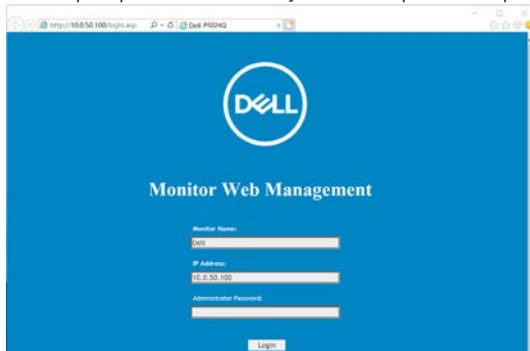 http://10.0.50.100/login.asp
Dell P5524Q
DELL
Monitor Web Management
Monitor Name:
Dell
IP Address:
10.0.50.100
Administrator Password:
Login